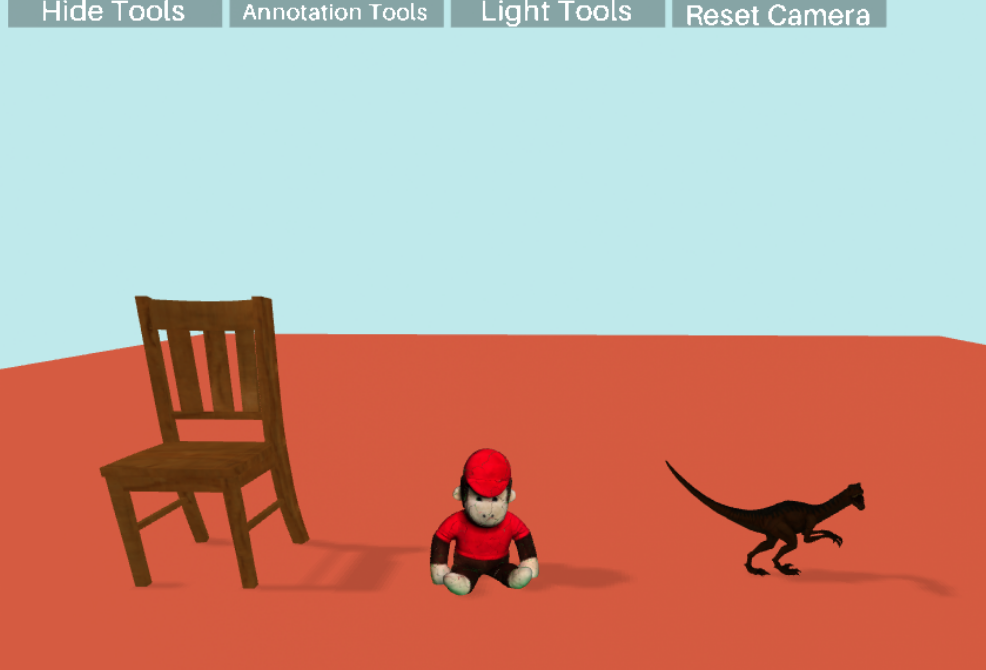 Hide Tools
Annotation Tools
Light Tools
Reset Camera